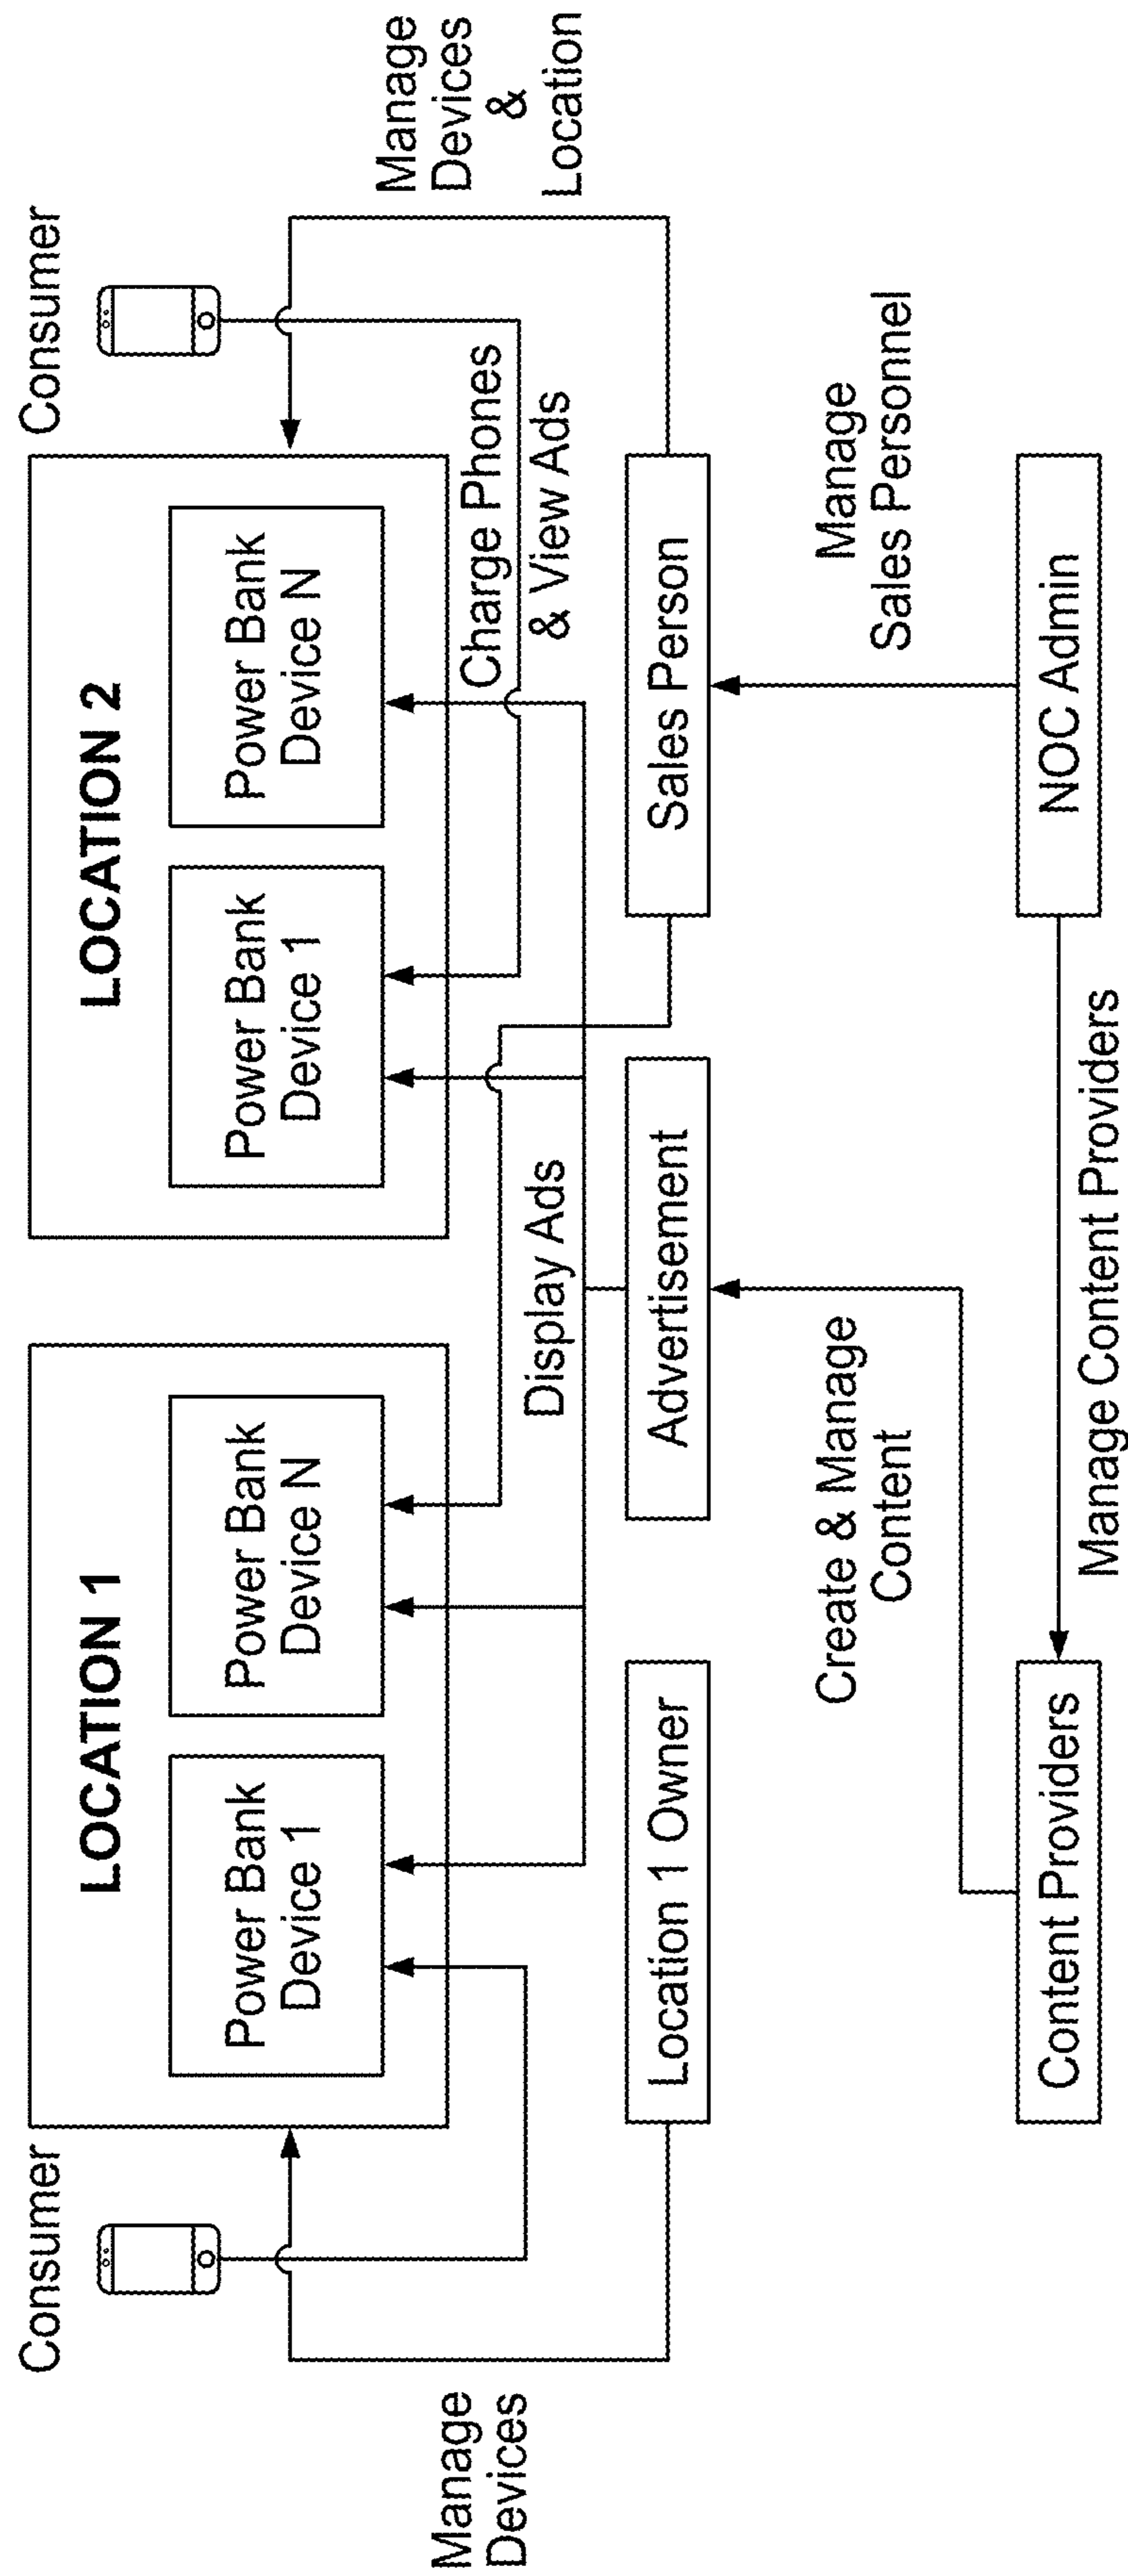 Consumer
LOCATION 1
Power Bank
Device 1
Power Bank
Device N
LOCATION 2
Power Bank
Device 1
Power Bank
Device N
Consumer
Manage
Devices
Display Ads
Charge Phones
& View Ads
Manage
Devices
&
Location
Location 1 Owner
Advertisement
Sales Person
Create & Manage
Content
Manage
Sales Personnel
Content Providers
Manage Content Providers
NOC Admin